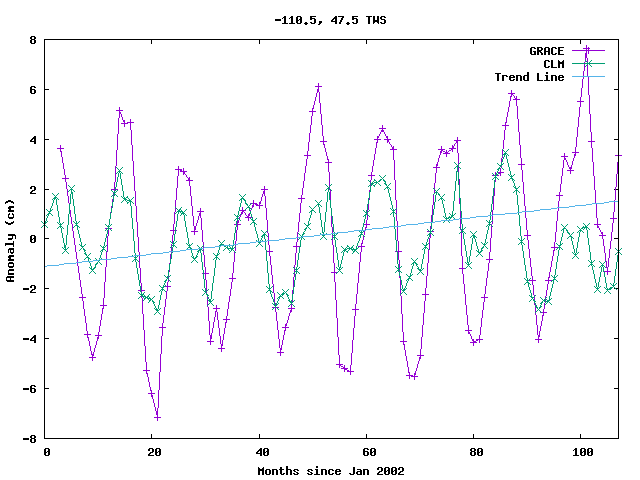 -110.5, 47.5 TWS
8
6
4
2
0
-2
-4
-6
-8
Anomaly (cm)
GRACE
CLM
Trend Line
0 20 40 60 80 100
Months since Jan 2002